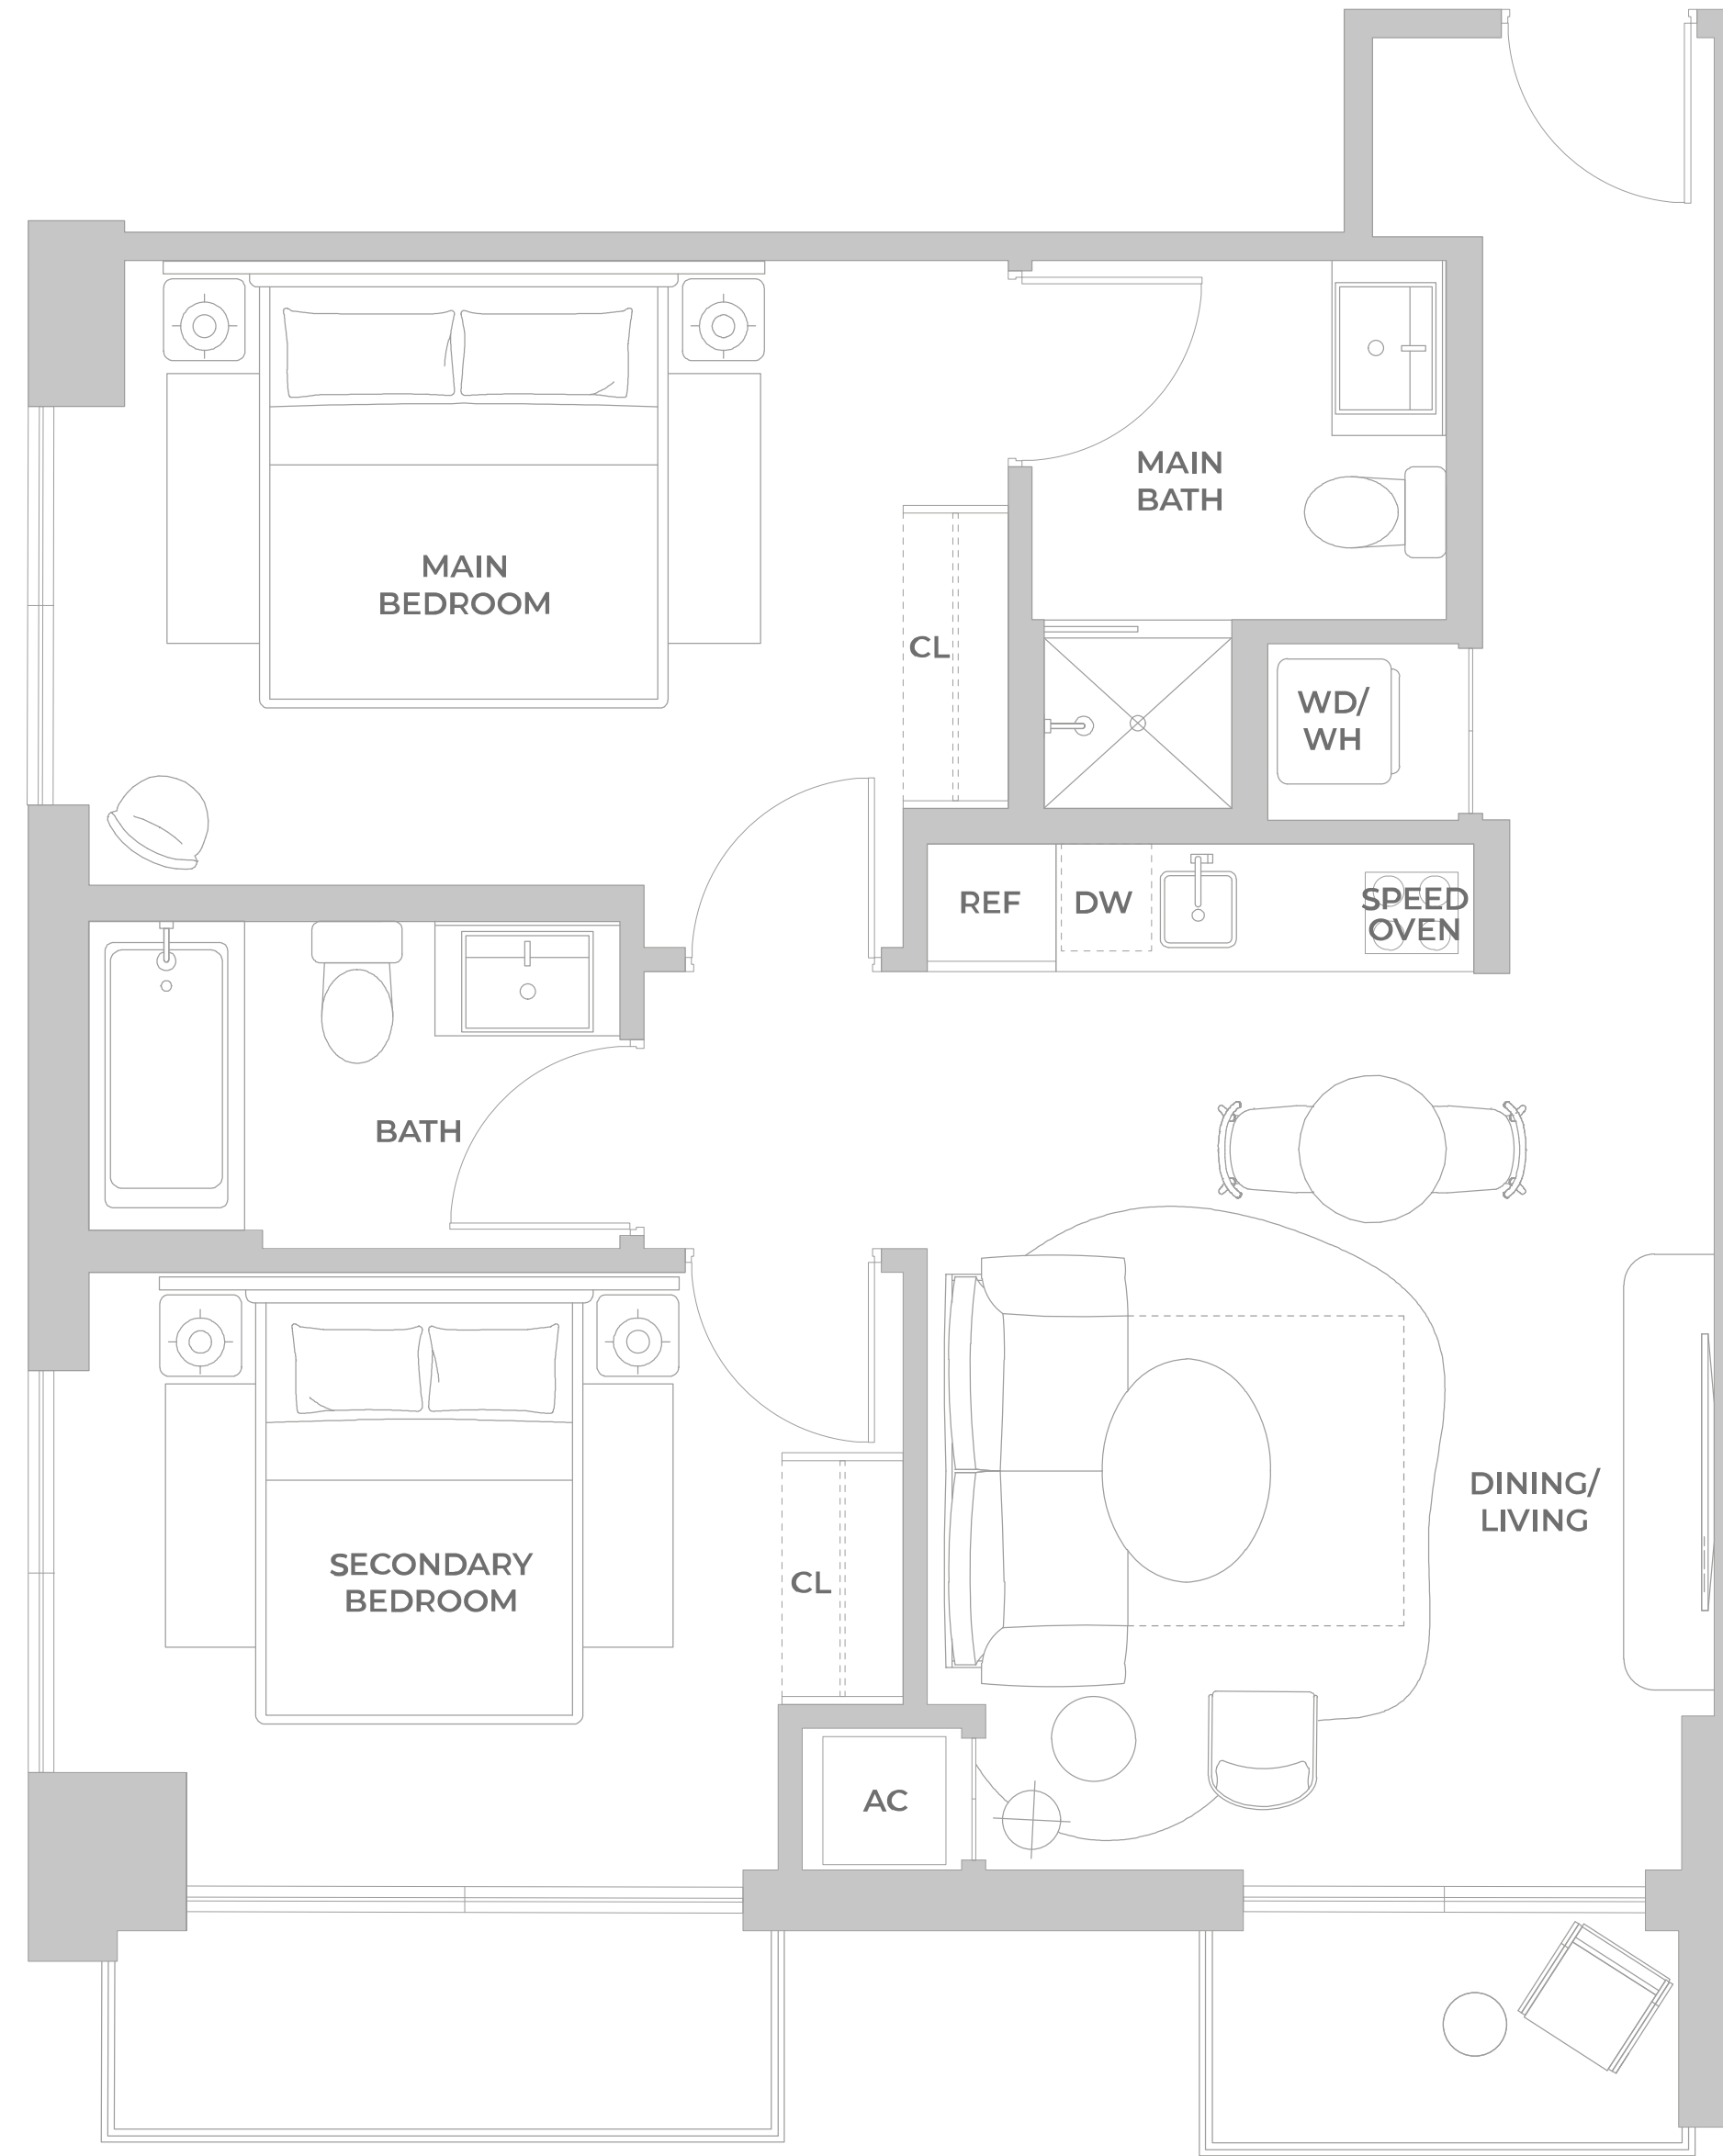 MAIN
BATH
MAIN
BEDROOM
CL
WD/
WH
REF
DW
SPEED
OVEN
BATH
DINING/
LIVING
SECONDARY
BEDROOM
CL
AC